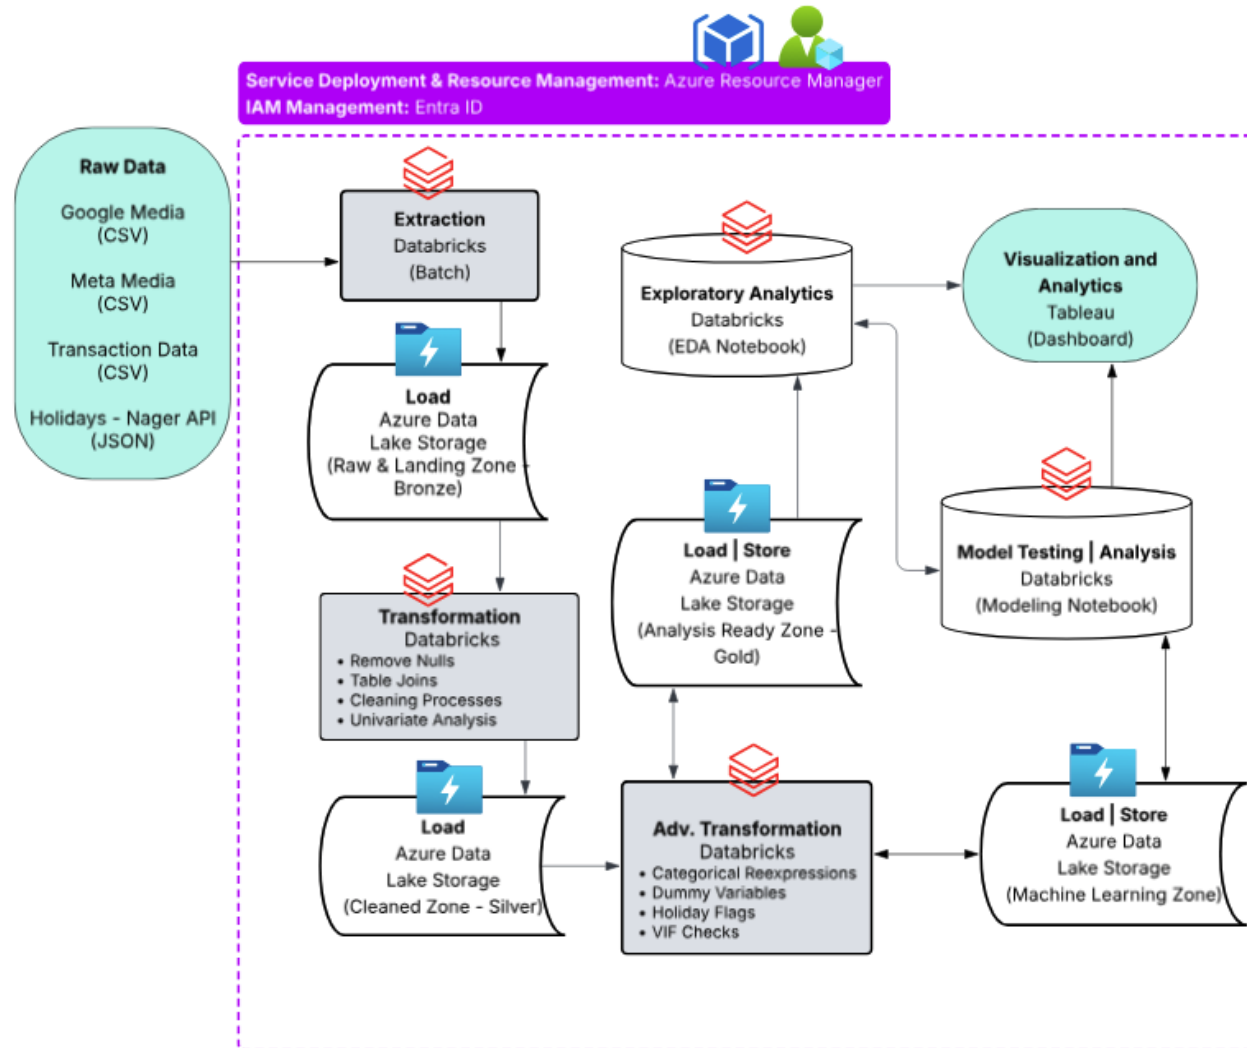 Service Deployment & Resource Management: Azure Resource Manager
IAM Management: Entra ID
Raw Data
Google Media
(CSV)
Meta Media
(CSV)
Transaction Data
(CSV)
Holidays - Nager API
(JSON)
Extraction
Databricks
(Batch)
Load
Azure Data
Lake Storage
(Raw & Landing Zone -
Bronze)
Transformation
Databricks
• Remove Nulls
• Table Joins
• Cleaning Processes
• Univariate Analysis
Load
Azure Data
Lake Storage
(Cleaned Zone - Silver)
Exploratory Analytics
Databricks
(EDA Notebook)
Load | Store
Azure Data
Lake Storage
(Analysis Ready Zone -
Gold)
Adv. Transformation
Databricks
• Categorical Reexpressions
• Dummy Variables
• Holiday Flags
• VIF Checks
Visualization and
Analytics
Tableau
(Dashboard)
Model Testing | Analysis
Databricks
(Modeling Notebook)
Load | Store
Azure Data
Lake Storage
(Machine Learning Zone)